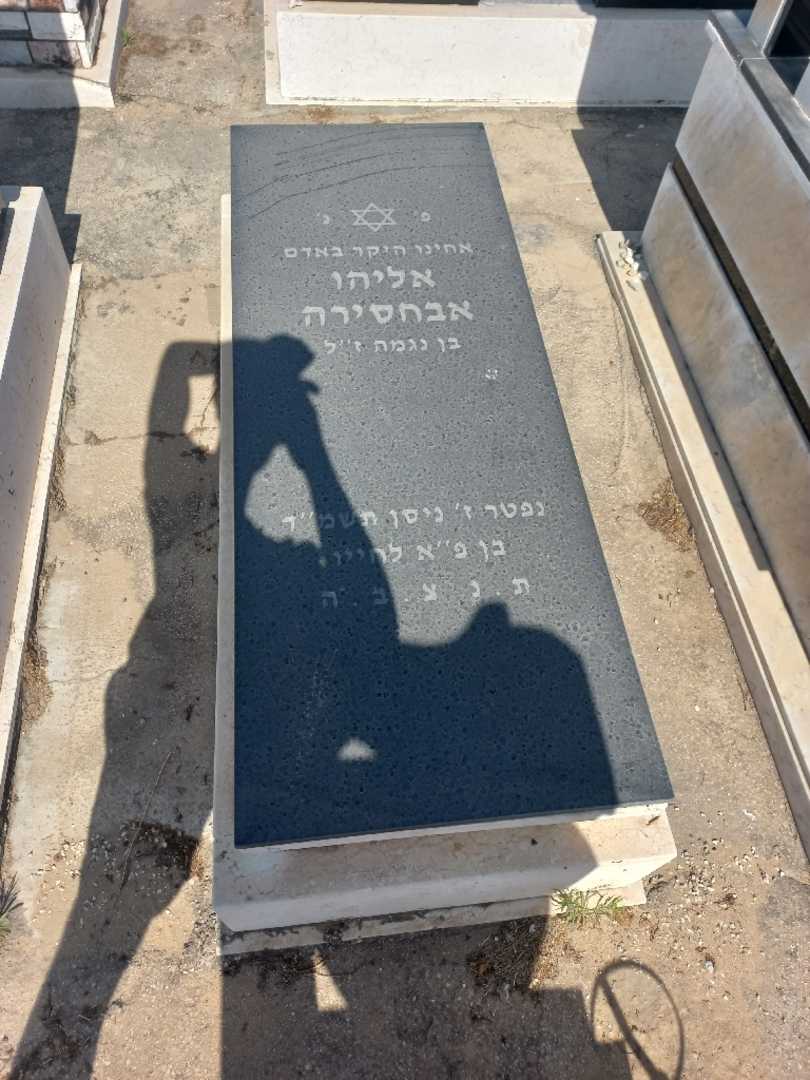 פ' נ'
אחינו היקר באדם
אליהו
אבחסירה
בן נגמה ז"ל
נפטר ז' ניסן תשמ"ד
בן פ"א לחייו
ת . נ . צ . ב . ה